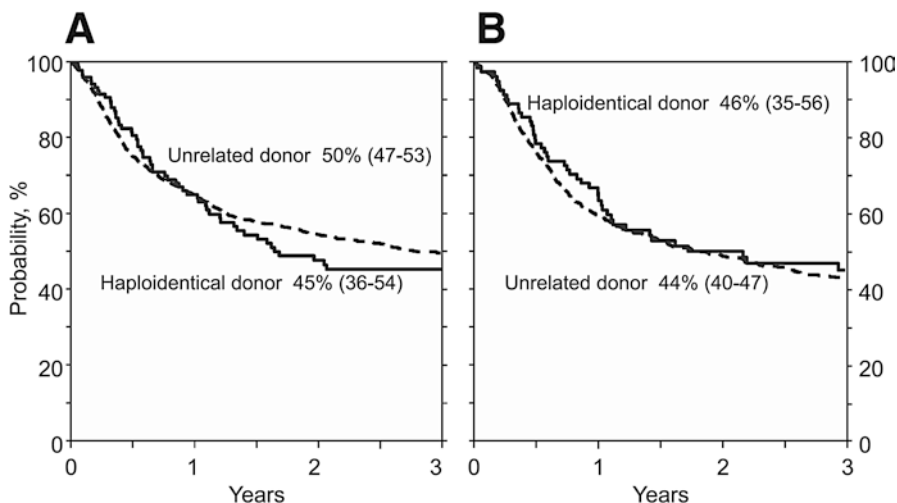 A
B
100
80
60
40
20
0
Probability, %
Unrelated donor 50% (47-53)
Haploidentical donor 45% (36-54)
0 1 2 3
Years
Haploidentical donor 46% (35-56)
Unrelated donor 44% (40-47)
100
80
60
40
20
0
0 1 2 3
Years